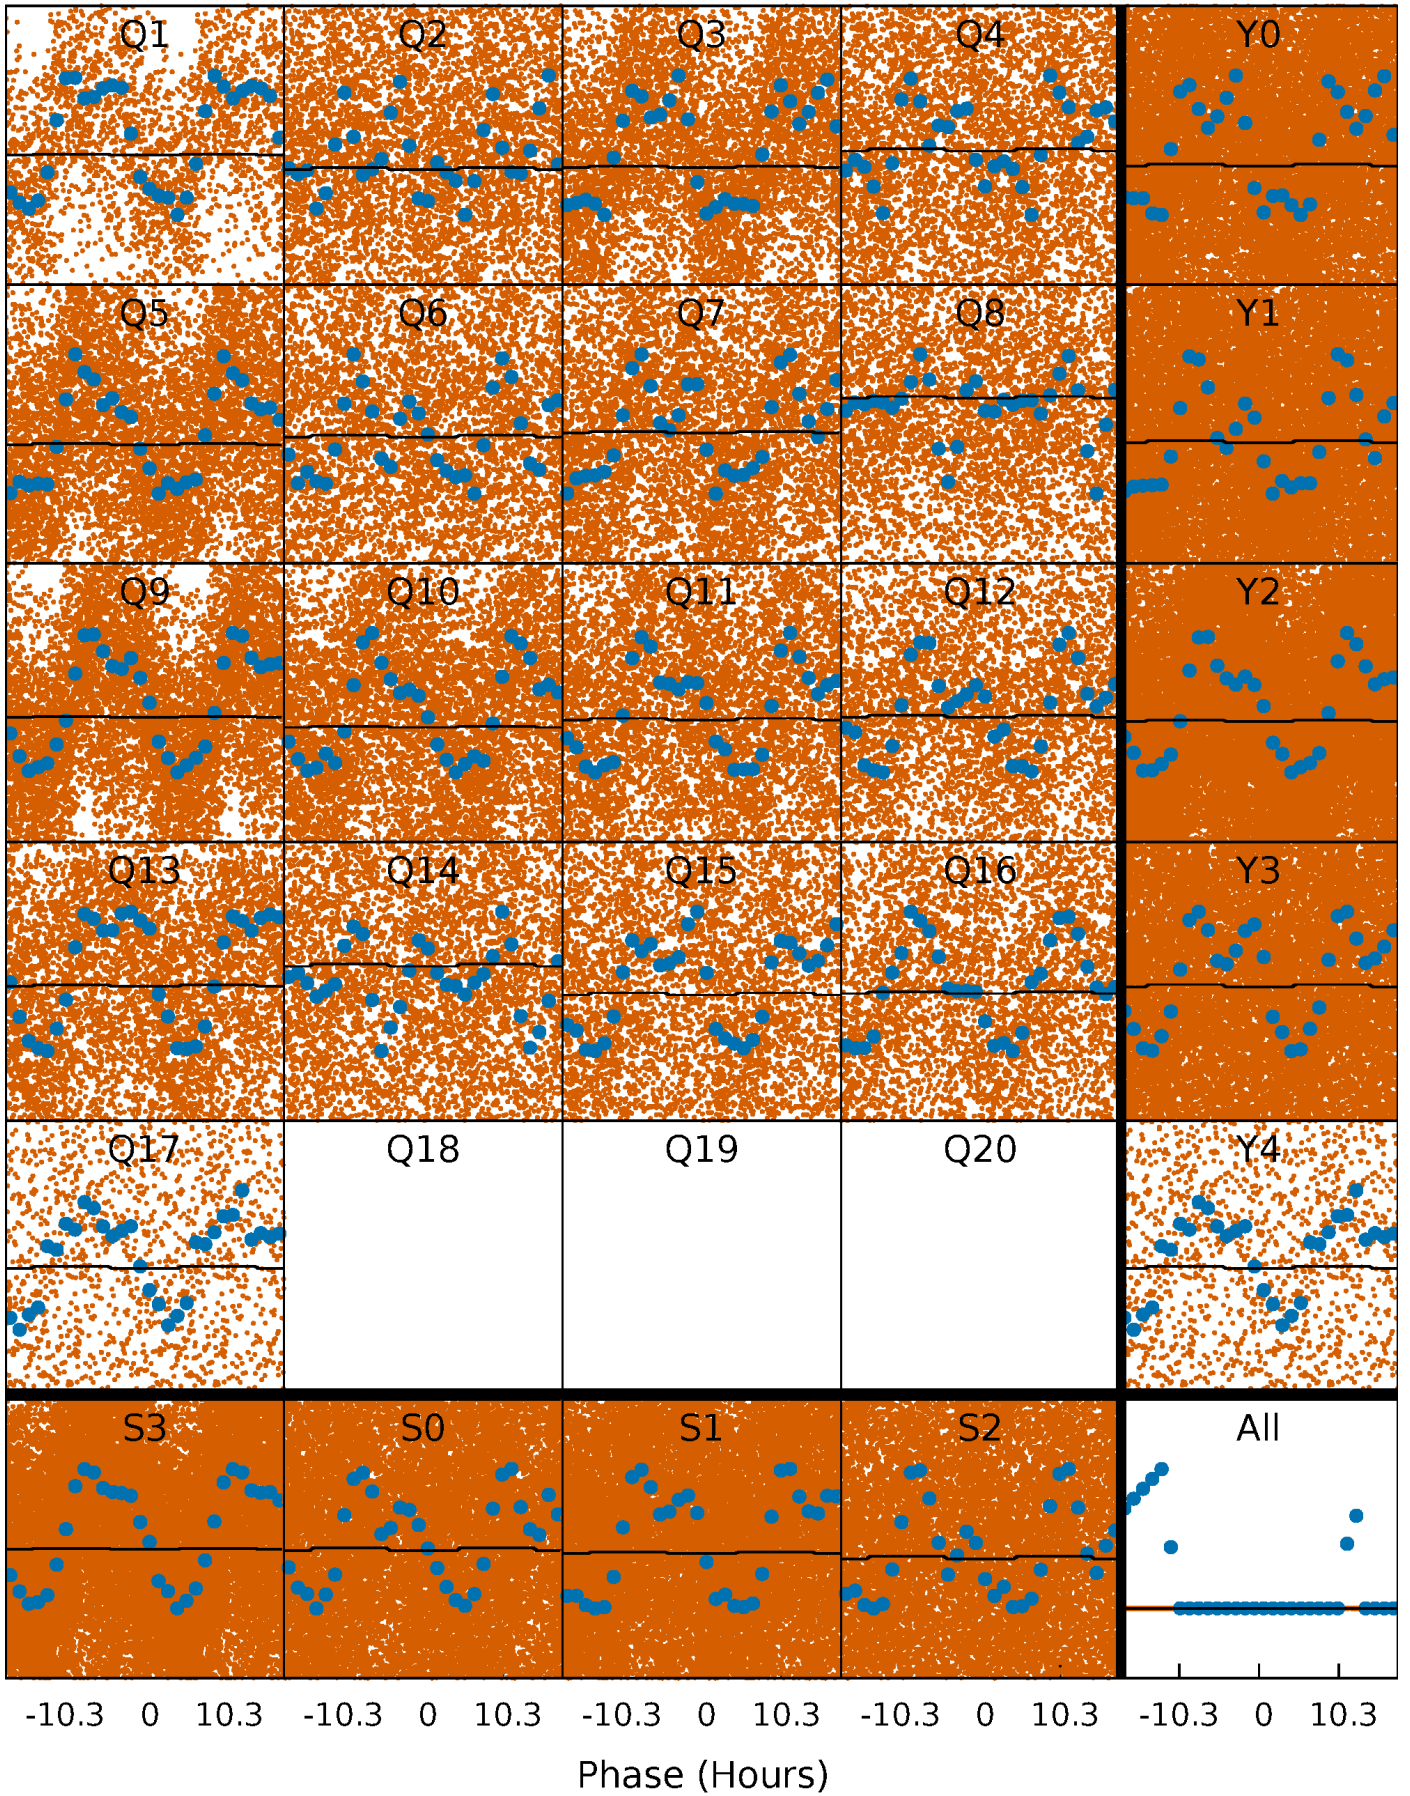 Q1 Q2 Q3 Q4 Y0
Q5 Q6 Q7 Q8 Y1
Q9 Q10 Q11 Q12 Y2
Q13 Q14 Q15 Q16 Y3
Q17 Q18 Q19 Q20 Y4
S3 S0 S1 S2 All
-10.3 0 10.3 -10.3 0 10.3 -10.3 0 10.3 -10.3 0 10.3 -10.3 0 10.3
Phase (Hours)